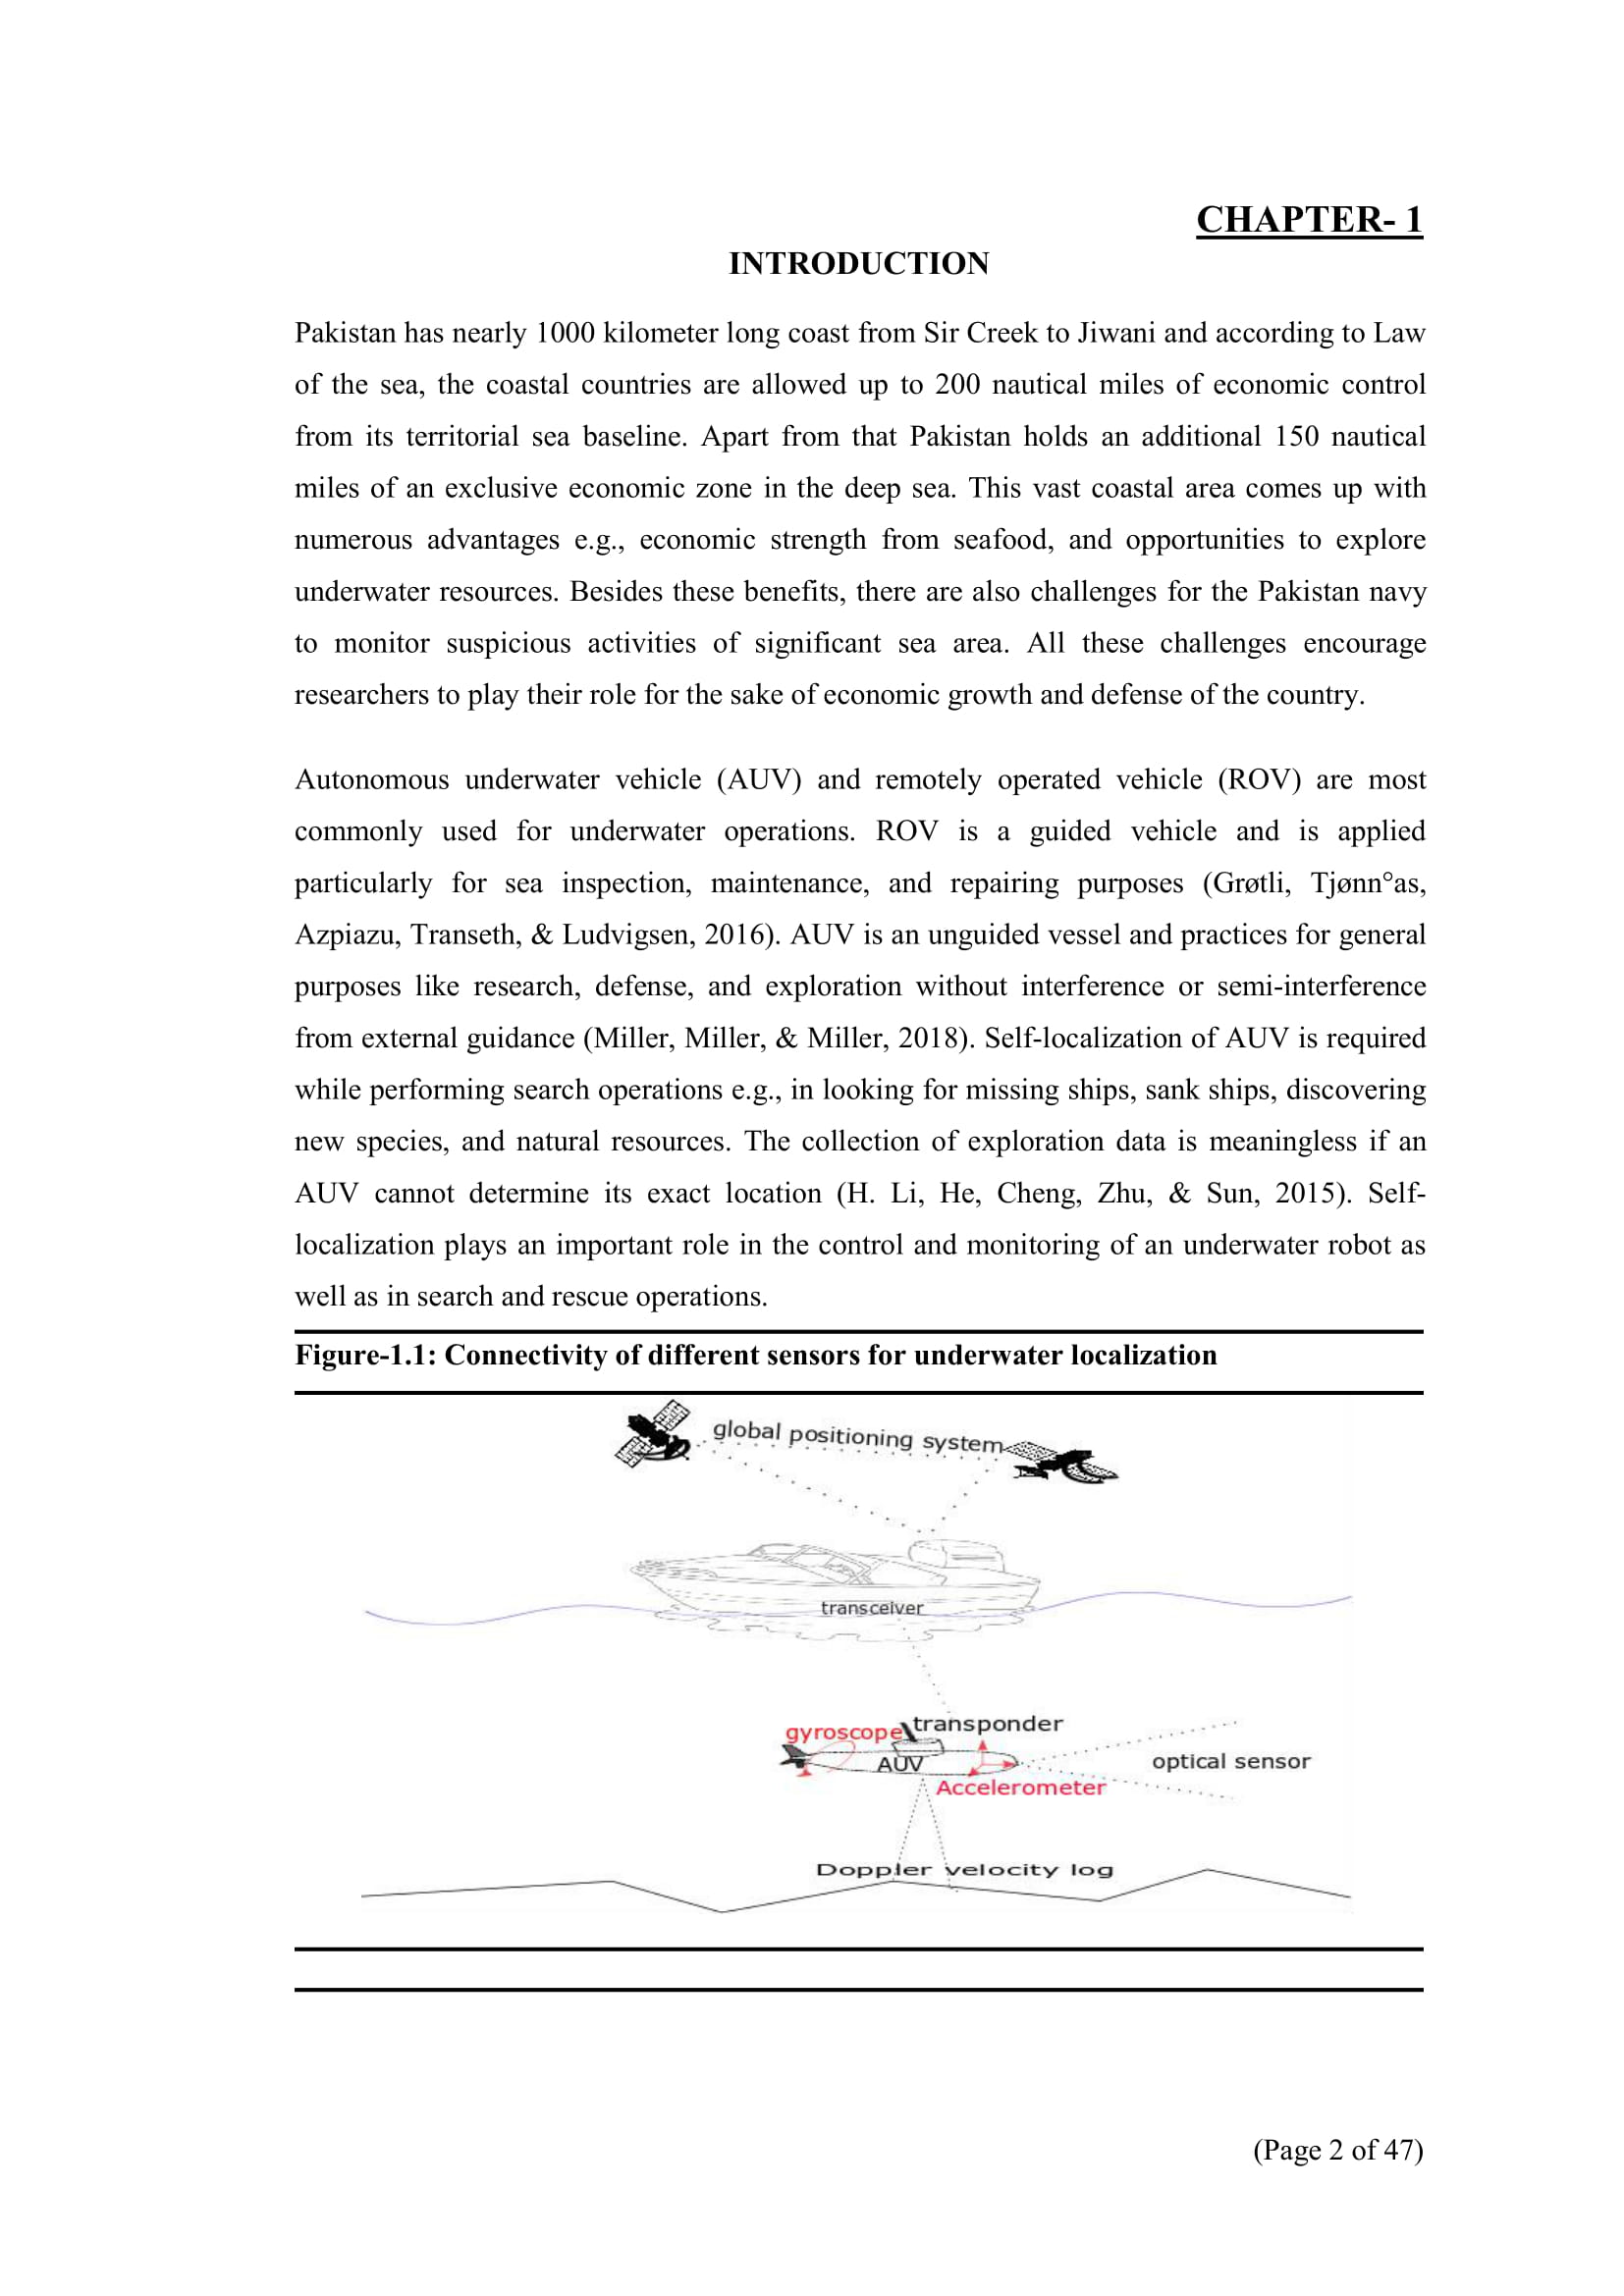 CHAPTER- 1
INTRODUCTION
Pakistan has nearly 1000 kilometer long coast from Sir Creek to Jiwani and according to Law
of the sea, the coastal countries are allowed up to 200 nautical miles of economic control
from its territorial sea baseline. Apart from that Pakistan holds an additional 150 nautical
miles of an exclusive economic zone in the deep sea. This vast coastal area comes up with
numerous advantages e.g., economic strength from seafood, and opportunities to explore
underwater resources. Besides these benefits, there are also challenges for the Pakistan navy
to monitor suspicious activities of significant sea area. All these challenges encourage
researchers to play their role for the sake of economic growth and defense of the country.
Autonomous underwater vehicle (AUV) and remotely operated vehicle (ROV) are most
commonly used for underwater operations. ROV is a guided vehicle and is applied
particularly for sea inspection, maintenance, and repairing purposes (Grøtli, Tjønn°as,
Azpiazu, Transeth, & Ludvigsen, 2016). AUV is an unguided vessel and practices for general
purposes like research, defense, and exploration without interference or semi-interference
from external guidance (Miller, Miller, & Miller, 2018). Self-localization of AUV is required
while performing search operations e.g., in looking for missing ships, sank ships, discovering
new species, and natural resources. The collection of exploration data is meaningless if an
AUV cannot determine its exact location (H. Li, He, Cheng, Zhu, & Sun, 2015). Self-
localization plays an important role in the control and monitoring of an underwater robot as
well as in search and rescue operations.
Figure-1.1: Connectivity of different sensors for underwater localization
global positioning system
transceiver
transponder
gyroscope
AUV
optical sensor
Accelerometer
Doppler velocity log
(Page 2 of 47)